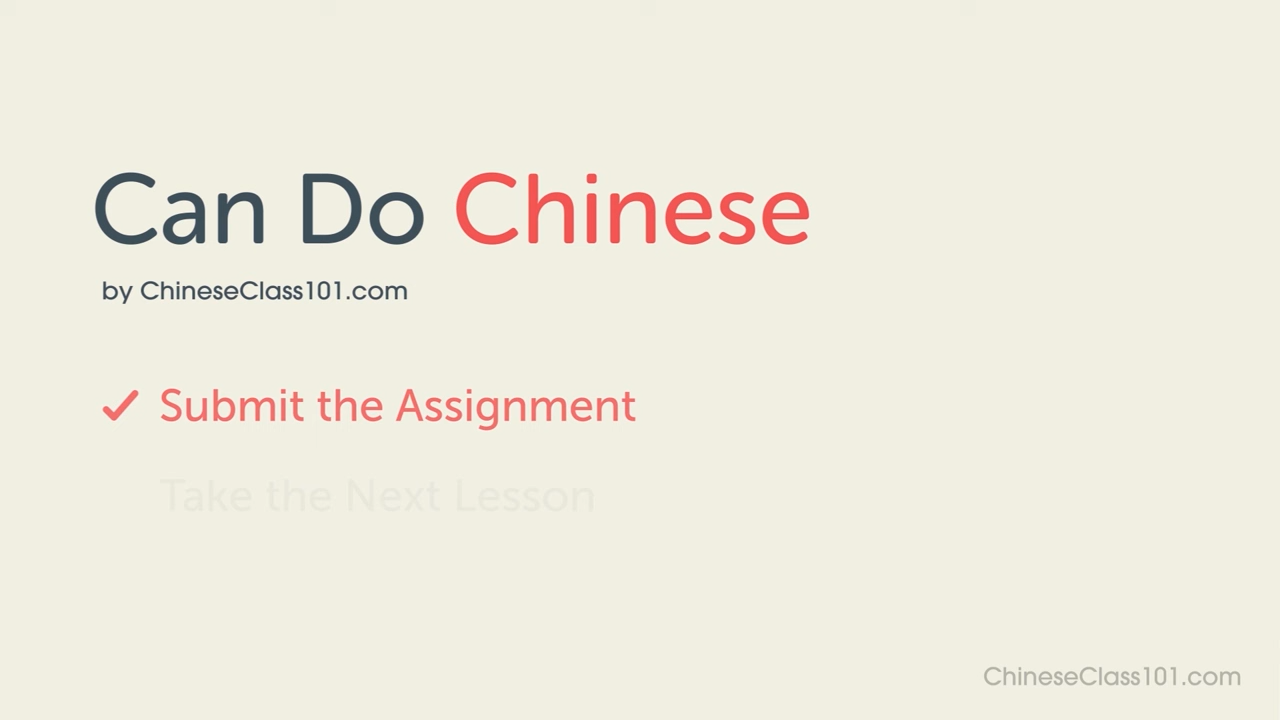 Can Do Chinese
by ChineseClass101.com
Submit the Assignment
Take the Next Lesson
ChineseClass101.com